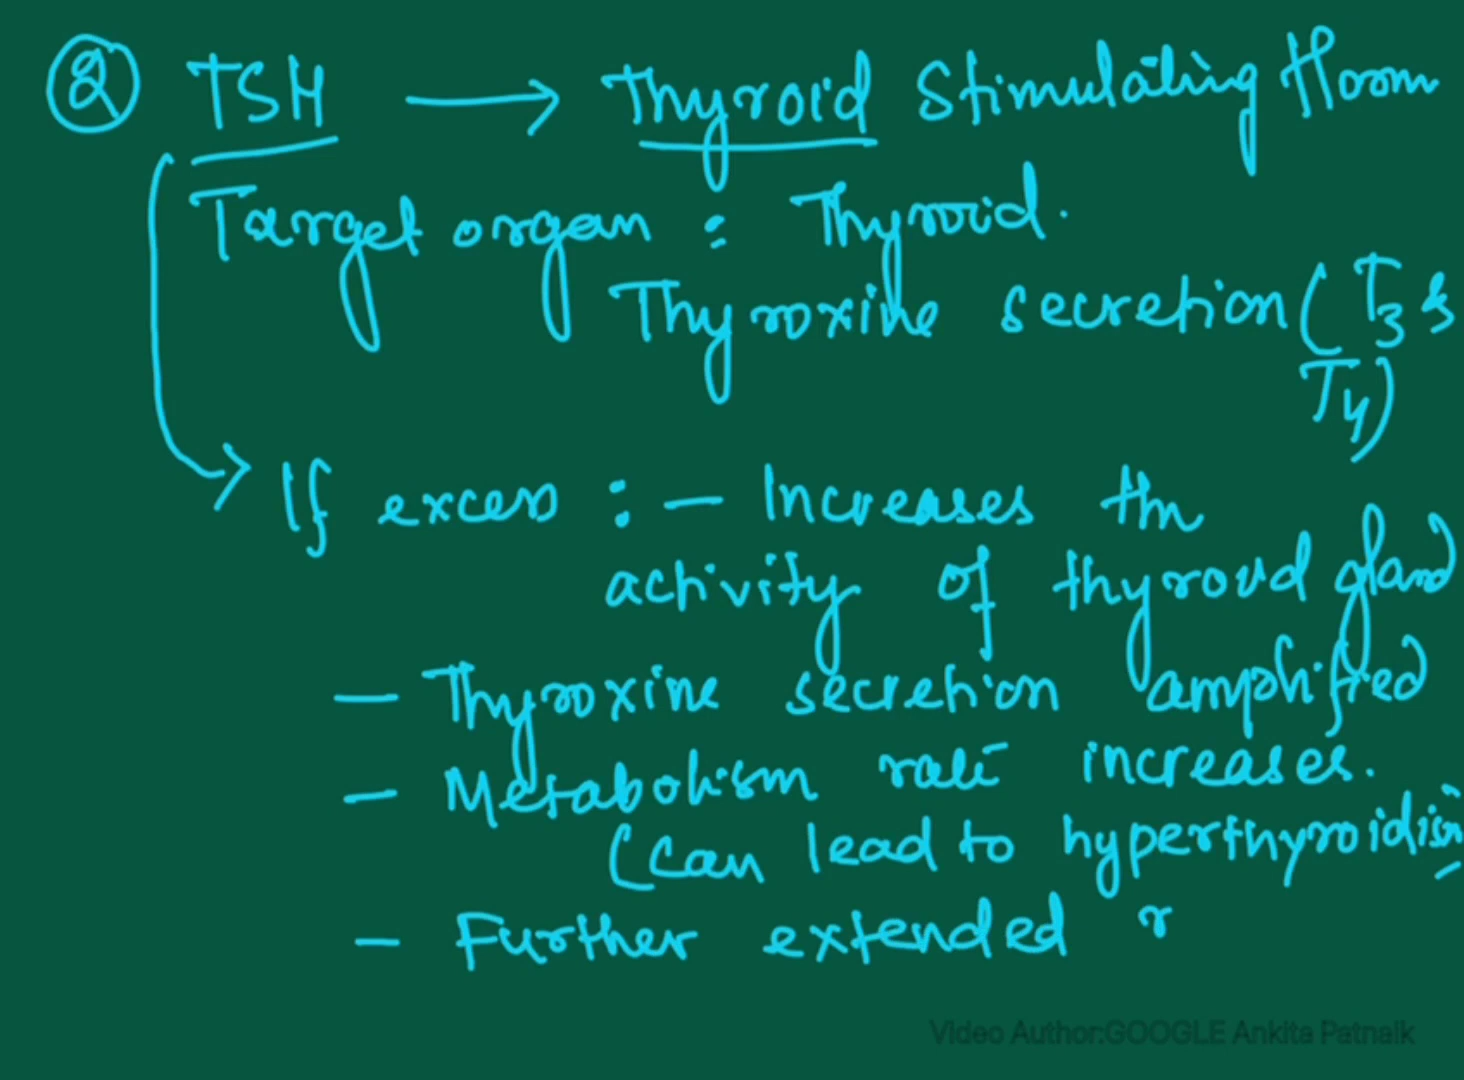 ② TSH → Thyroid Stimulating Horm
Target organ : Thyroid.
Thyroxine secretion (T3 &
T4)
If excess : — Increases the
activity of thyroid gland
— Thyroxine secretion amplified
— Metabolism rate increases.
(can lead to hyperthyroidism
— Further extended r
Video Author:GOOGLE Ankita Patnaik